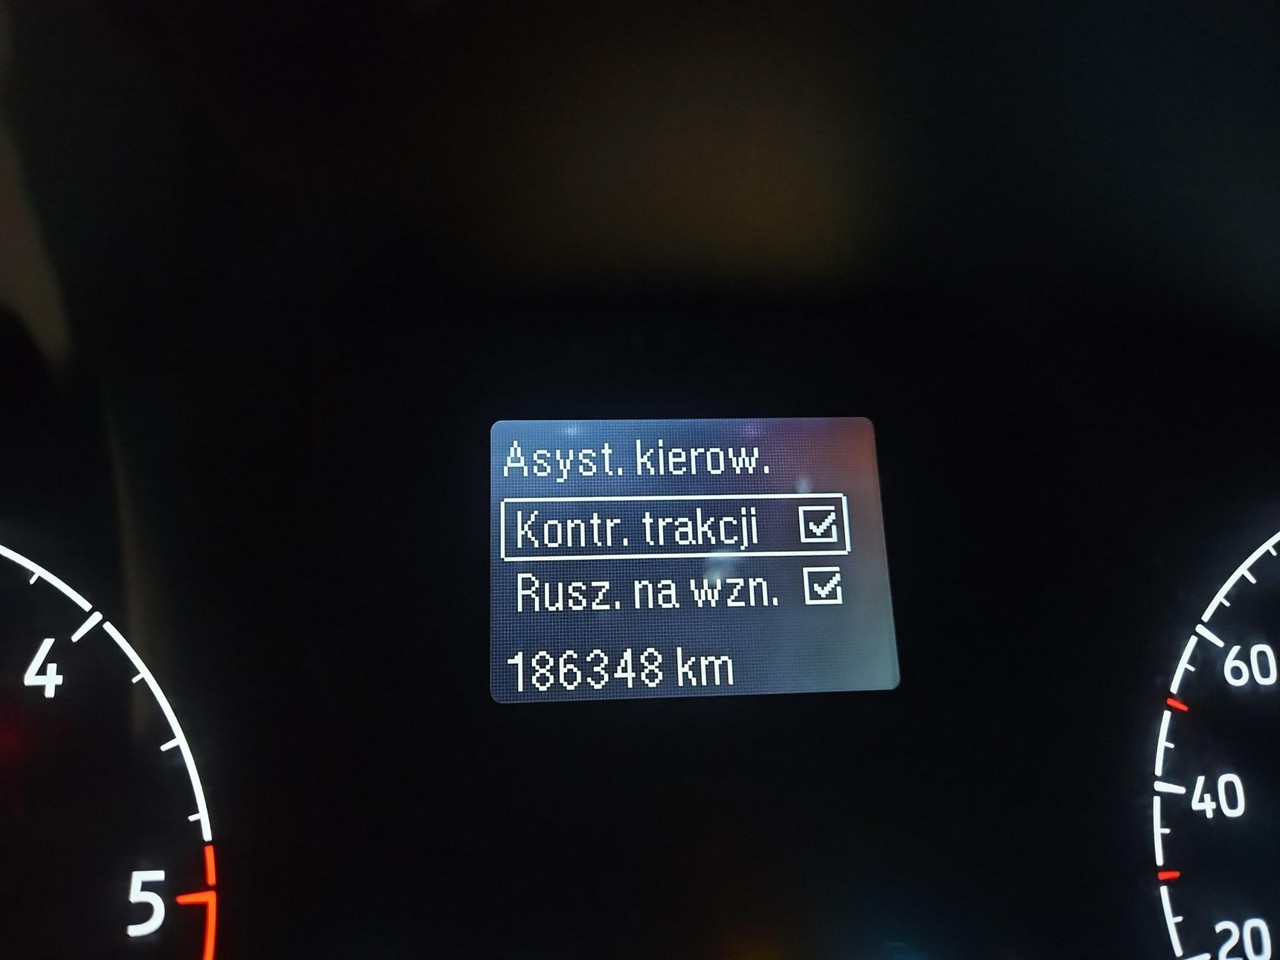 Asyst. kierow.
Kontr. trakcji
Rusz. na wzn.
186348 km
4
5
60
40
20